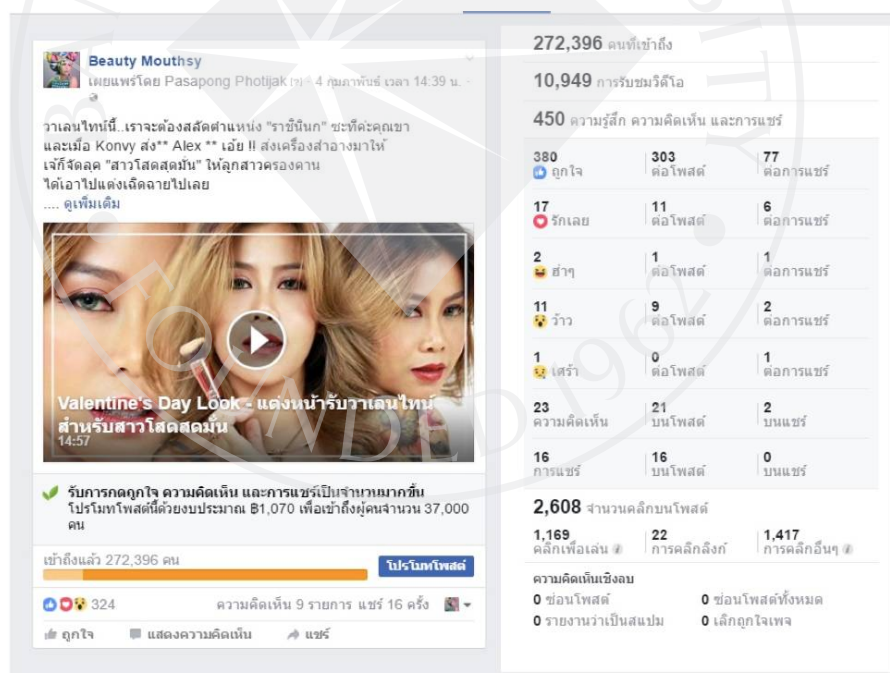 Beauty Mouthsy
เผยแพร่โดย Pasapong Photijak [?] 4 กุมภาพันธ์ เวลา 14:39 น.
วาเลนไทน์นี้..เราจะต้องสลัดตำแหน่ง "ราชินีนก" ซะทีค่ะคุณขา
และเมื่อ Konvy ส่ง** Alex ** เอ้ย !! ส่งเครื่องสำอางมาให้
เจ้ก็จัดลุค "สาวโสดสุดมั่น" ให้ลูกสาวครองคาน
ได้เอาไปแต่งเฉิดฉายไปเลย
.... ดูเพิ่มเติม
Valentine's Day Look - แต่งหน้ารับวาเลนไทน์
สำหรับสาวโสดสุดมั่น
14:57
รับการกดถูกใจ ความคิดเห็น และการแชร์เป็นจำนวนมากขึ้น
โปรโมทโพสต์นี้ด้วยงบประมาณ ฿1,070 เพื่อเข้าถึงผู้คนจำนวน 37,000
คน
เข้าถึงแล้ว 272,396 คน
โปรโมทโพสต์
324 ความคิดเห็น 9 รายการ แชร์ 16 ครั้ง
ถูกใจ แสดงความคิดเห็น แชร์
272,396 คนที่เข้าถึง
10,949 การรับชมวิดีโอ
450 ความรู้สึก ความคิดเห็น และการแชร์
380 303 77
ถูกใจ ต่อโพสต์ ต่อการแชร์
17 11 6
รักเลย ต่อโพสต์ ต่อการแชร์
2 1 1
ฮ่าๆ ต่อโพสต์ ต่อการแชร์
11 9 2
ว้าว ต่อโพสต์ ต่อการแชร์
1 0 1
เศร้า ต่อโพสต์ ต่อการแชร์
23 21 2
ความคิดเห็น บนโพสต์ บนแชร์
16 16 0
การแชร์ บนโพสต์ บนแชร์
2,608 จำนวนคลิกบนโพสต์
1,169 22 1,417
คลิกเพื่อเล่น การคลิกลิงก์ การคลิกอื่นๆ
ความคิดเห็นเชิงลบ
0 ซ่อนโพสต์ 0 ซ่อนโพสต์ทั้งหมด
0 รายงานว่าเป็นสแปม 0 เลิกถูกใจเพจ
FOUNDED 1962